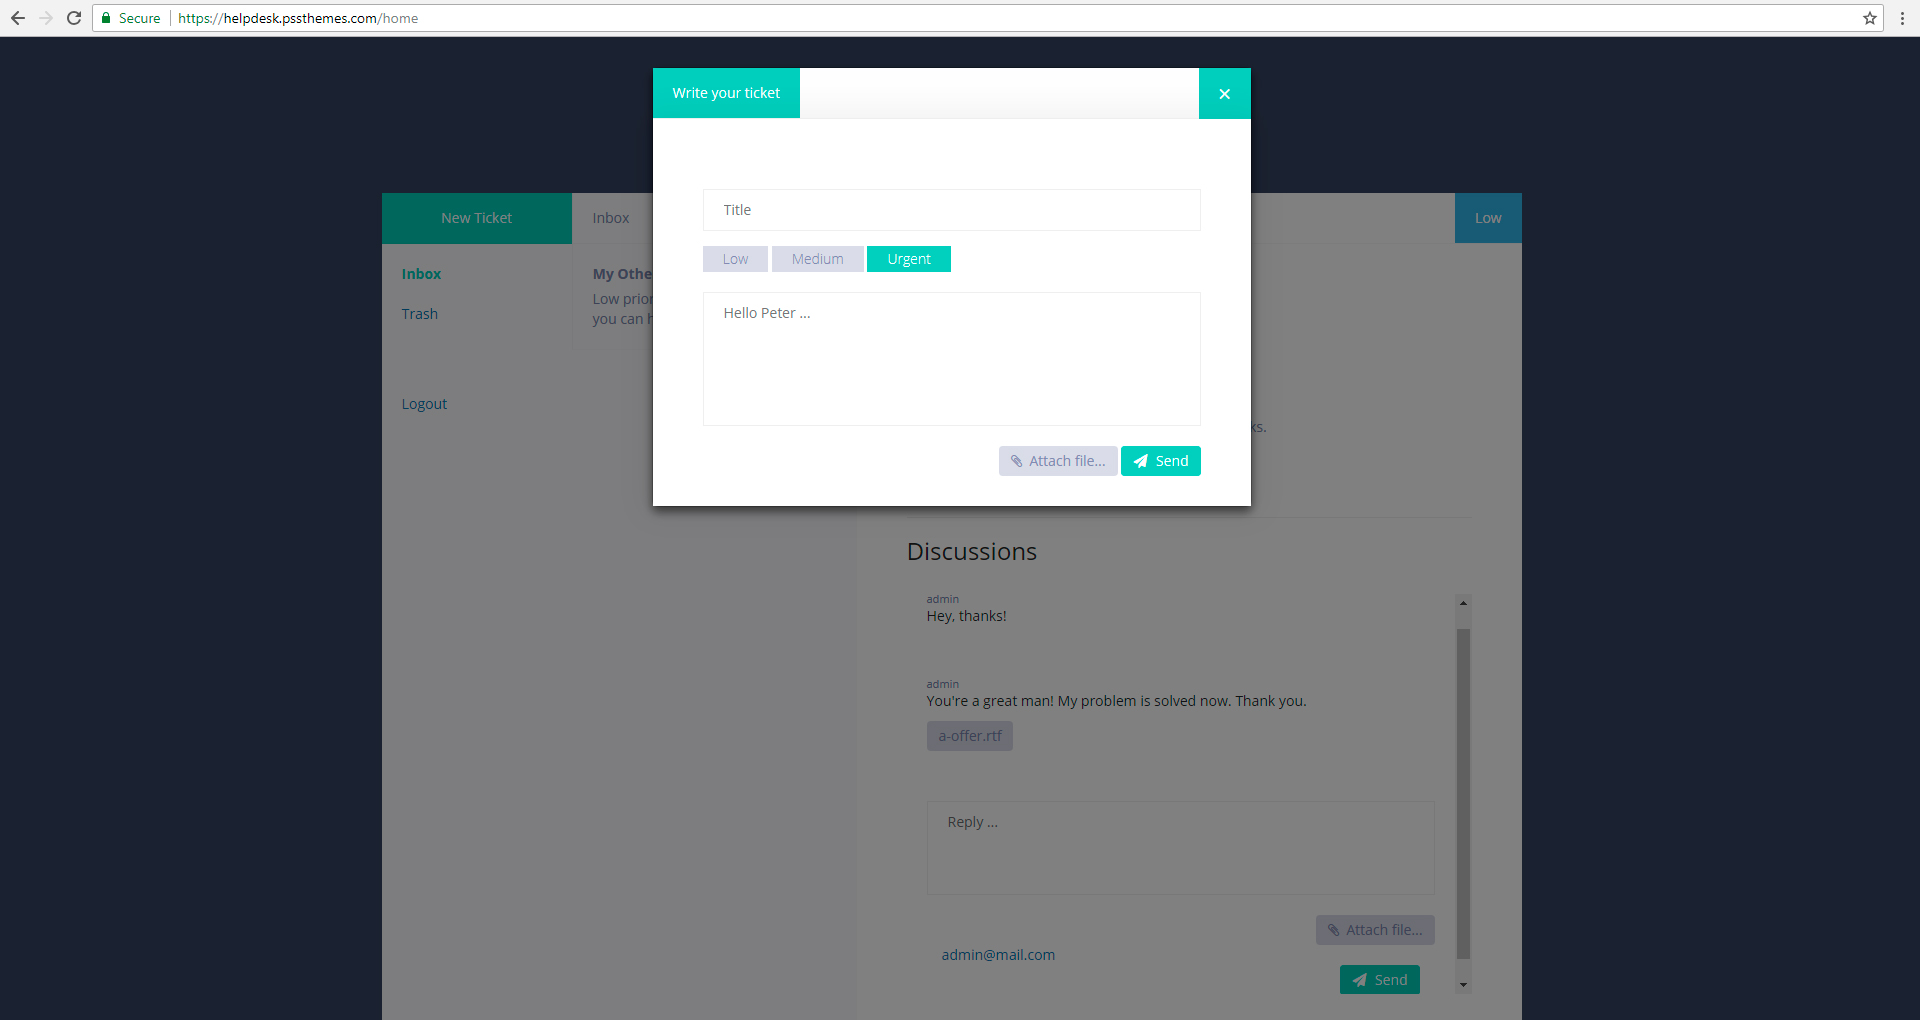 Secure
https://helpdesk.pssthemes.com/home
Write your ticket
Title
Low
Medium
Urgent
Hello Peter ...
Attach file...
Send
New Ticket
Inbox
Low
Inbox
Trash
Logout
My Othe
Low prior
you can h
ks.
Discussions
admin
Hey, thanks!
admin
You're a great man! My problem is solved now. Thank you.
a-offer.rtf
Reply ...
Attach file...
admin@mail.com
Send